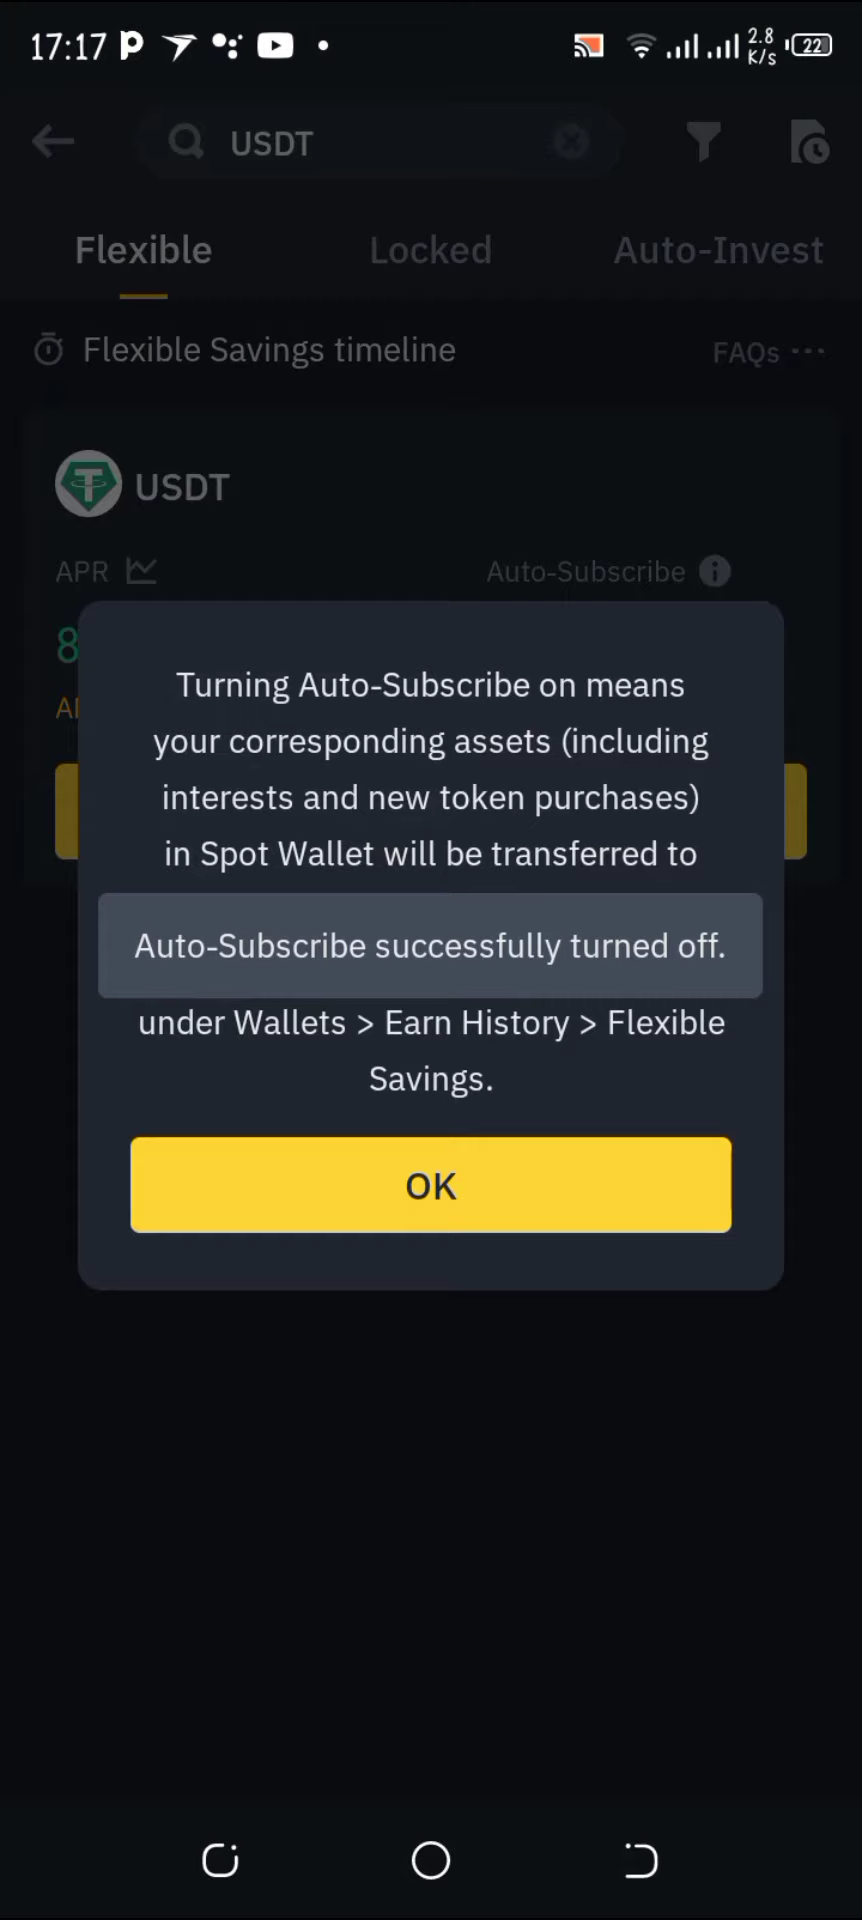 17:17
2.8
K/s
22
USDT
Flexible
Locked
Auto-Invest
Flexible Savings timeline
FAQs
USDT
APR
Auto-Subscribe
8
Turning Auto-Subscribe on means
your corresponding assets (including
interests and new token purchases)
in Spot Wallet will be transferred to
Auto-Subscribe successfully turned off.
under Wallets > Earn History > Flexible
Savings.
OK